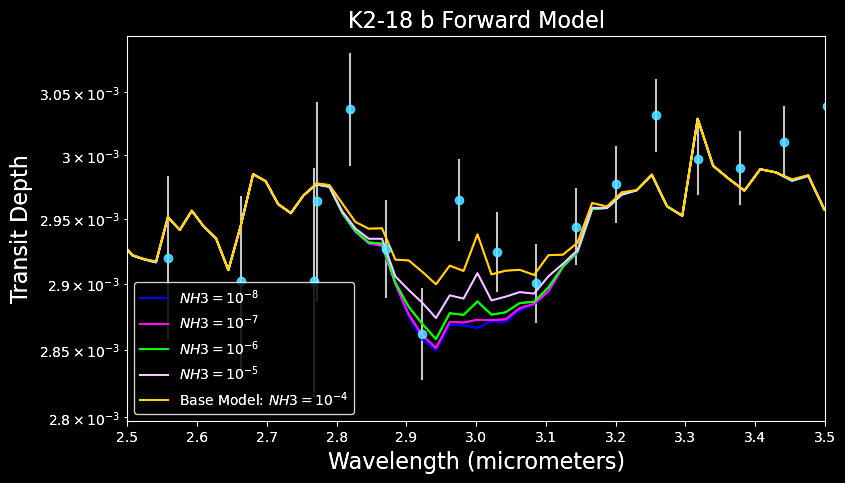 K2-18 b Forward Model
Transit Depth
3.05 × 10⁻³
3 × 10⁻³
2.95 × 10⁻³
2.9 × 10⁻³
2.85 × 10⁻³
2.8 × 10⁻³
NH3 = 10⁻⁸
NH3 = 10⁻⁷
NH3 = 10⁻⁶
NH3 = 10⁻⁵
Base Model: NH3 = 10⁻⁴
2.5 2.6 2.7 2.8 2.9 3.0 3.1 3.2 3.3 3.4 3.5
Wavelength (micrometers)